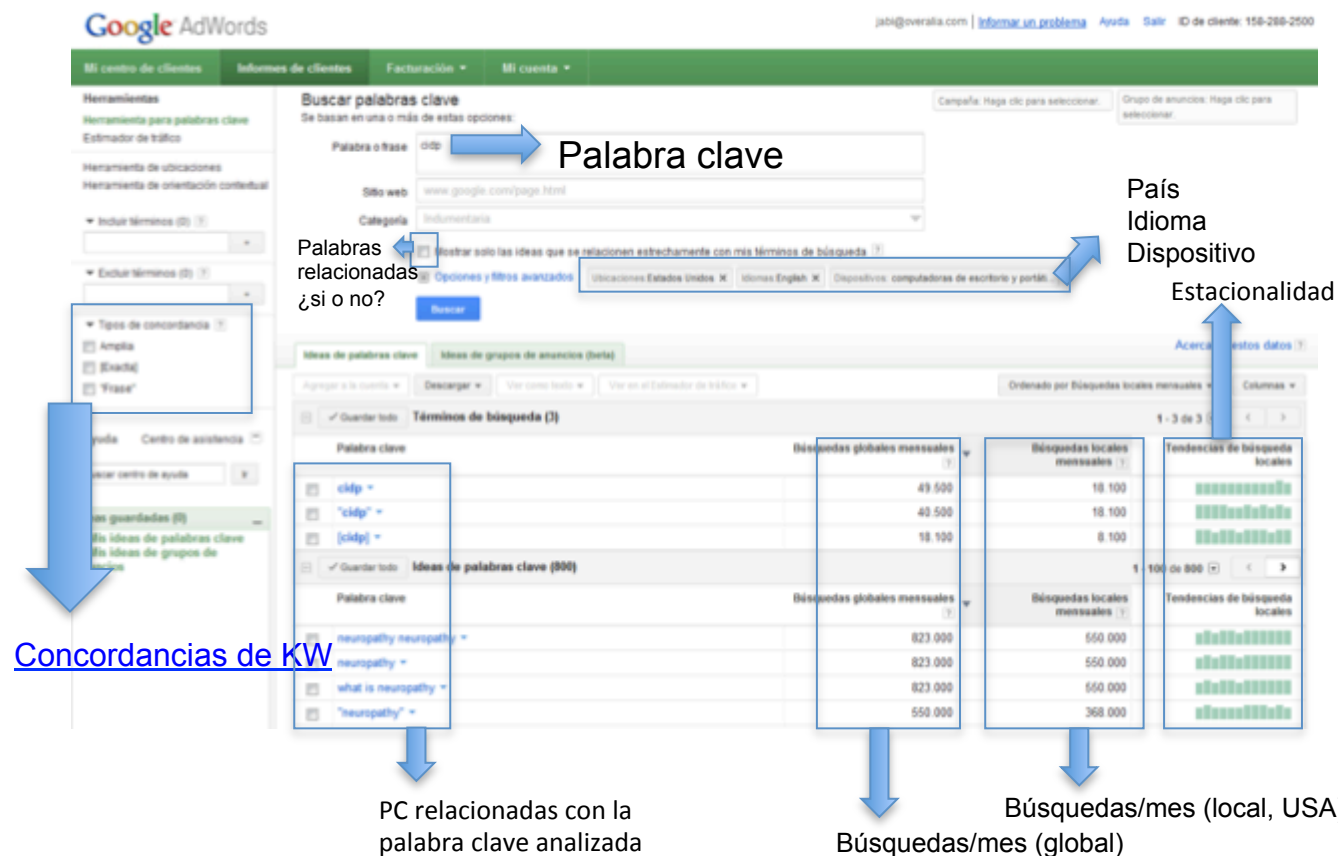 Google AdWords
jabi@overalia.com | Informar un problema Ayuda Salir ID de cliente: 158-288-2500
Mi centro de clientes Informes de clientes Facturación Mi cuenta
Herramientas
Herramienta para palabras clave
Estimador de tráfico
Herramienta de ubicaciones
Herramienta de orientación contextual
Incluir términos (0) ?
Excluir términos (0) ?
Tipos de concordancia ?
Amplia
[Exacta]
"Frase"
Centro de asistencia
Concordancias de KW
Buscar palabras clave
Se basan en una o más de estas opciones:
Campaña: Haga clic para seleccionar.
Grupo de anuncios: Haga clic para
seleccionar.
Palabra o frase cidp
Palabra clave
Sitio web www.google.com/page.html
Categoría Indumentaria
País
Idioma
Dispositivo
Palabras
relacionadas
¿si o no?
Mostrar solo las ideas que se relacionen estrechamente con mis términos de búsqueda ?
Opciones y filtros avanzados Ubicaciones: Estados Unidos X Idiomas: English X Dispositivos: computadoras de escritorio y portáti
Buscar
Estacionalidad
Ideas de palabras clave Ideas de grupos de anuncios (beta)
Agregar a la cuenta Descargar Ver como texto Ver en el Estimador de tráfico Ordenado por Búsquedas locales mensuales Columnas
Guardar todo Términos de búsqueda (3) 1 - 3 de 3
Palabra clave Búsquedas globales mensuales ? Búsquedas locales mensuales ? Tendencias de búsqueda locales
cidp 49.500 18.100
"cidp" 40.500 18.100
[cidp] 18.100 8.100
Guardar todo Ideas de palabras clave (800) 1 - 100 de 800
Palabra clave Búsquedas globales mensuales ? Búsquedas locales mensuales ? Tendencias de búsqueda locales
neuropathy neuropathy 823.000 550.000
neuropathy 823.000 550.000
what is neuropathy 823.000 550.000
"neuropathy" 550.000 368.000
PC relacionadas con la
palabra clave analizada
Búsquedas/mes (global)
Búsquedas/mes (local, USA